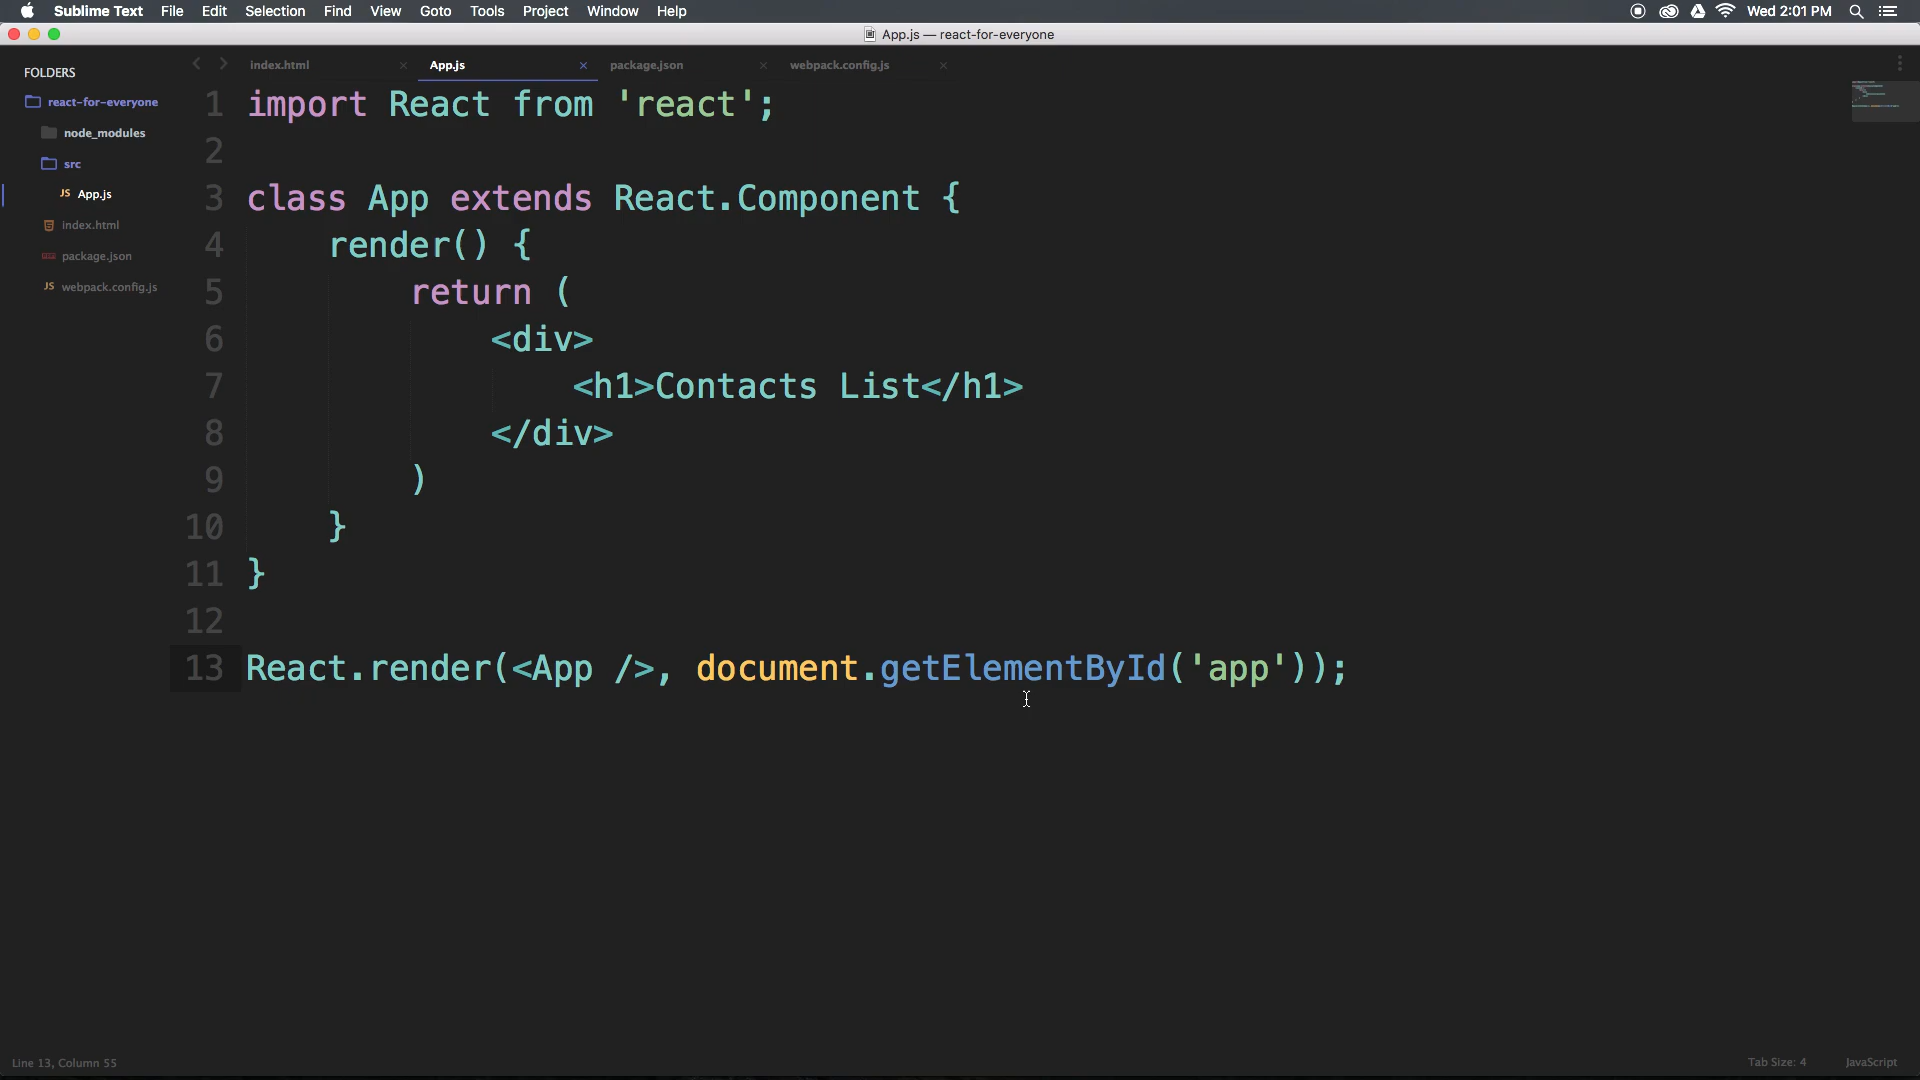 Sublime Text File Edit Selection Find View Goto Tools Project Window Help Wed 2:01 PM
App.js — react-for-everyone
FOLDERS
react-for-everyone
node_modules
src
JS App.js
index.html
package.json
JS webpack.config.js
index.html × App.js × package.json × webpack.config.js ×
1 import React from 'react';
2
3 class App extends React.Component {
4 render() {
5 return (
6 <div>
7 <h1>Contacts List</h1>
8 </div>
9 )
10 }
11 }
12
13 React.render(<App />, document.getElementById('app'));
Line 13, Column 55 Tab Size: 4 JavaScript